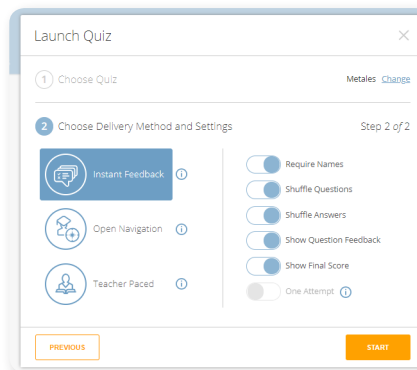 Launch Quiz
1 Choose Quiz
Metales Change
2 Choose Delivery Method and Settings
Step 2 of 2
Instant Feedback
Open Navigation
Teacher Paced
Require Names
Shuffle Questions
Shuffle Answers
Show Question Feedback
Show Final Score
One Attempt
PREVIOUS
START